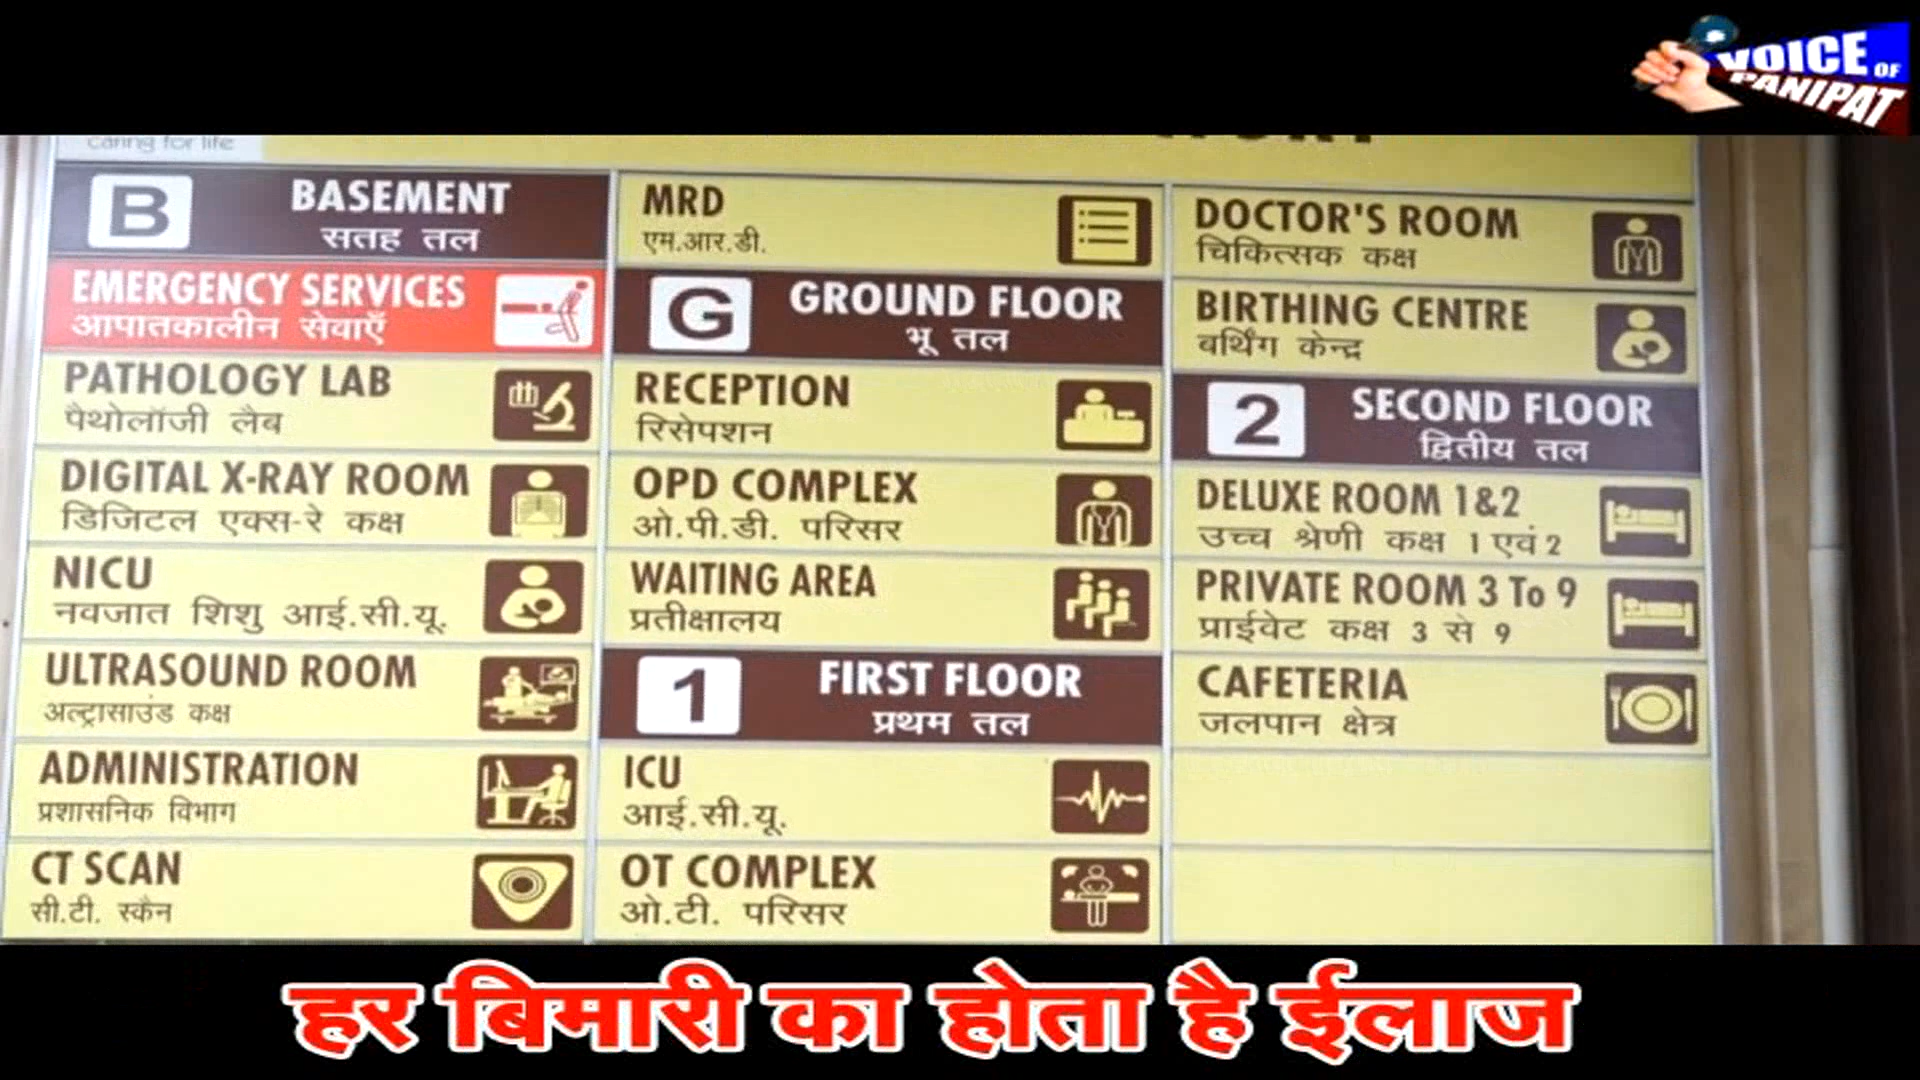 VOICE OF
PANIPAT
caring for life
B BASEMENT
सतह तल
EMERGENCY SERVICES
आपातकालीन सेवाएँ
PATHOLOGY LAB
पैथोलॉजी लैब
DIGITAL X-RAY ROOM
डिजिटल एक्स-रे कक्ष
NICU
नवजात शिशु आई.सी.यू.
ULTRASOUND ROOM
अल्ट्रासाउंड कक्ष
ADMINISTRATION
प्रशासनिक विभाग
CT SCAN
सी.टी. स्कैन
MRD
एम.आर.डी.
G GROUND FLOOR
भू तल
RECEPTION
रिसेपशन
OPD COMPLEX
ओ.पी.डी. परिसर
WAITING AREA
प्रतीक्षालय
1 FIRST FLOOR
प्रथम तल
ICU
आई.सी.यू.
OT COMPLEX
ओ.टी. परिसर
DOCTOR'S ROOM
चिकित्सक कक्ष
BIRTHING CENTRE
बर्थिंग केन्द्र
2 SECOND FLOOR
द्वितीय तल
DELUXE ROOM 1&2
उच्च श्रेणी कक्ष 1 एवं 2
PRIVATE ROOM 3 To 9
प्राईवेट कक्ष 3 से 9
CAFETERIA
जलपान क्षेत्र
हर बिमारी का होता है ईलाज